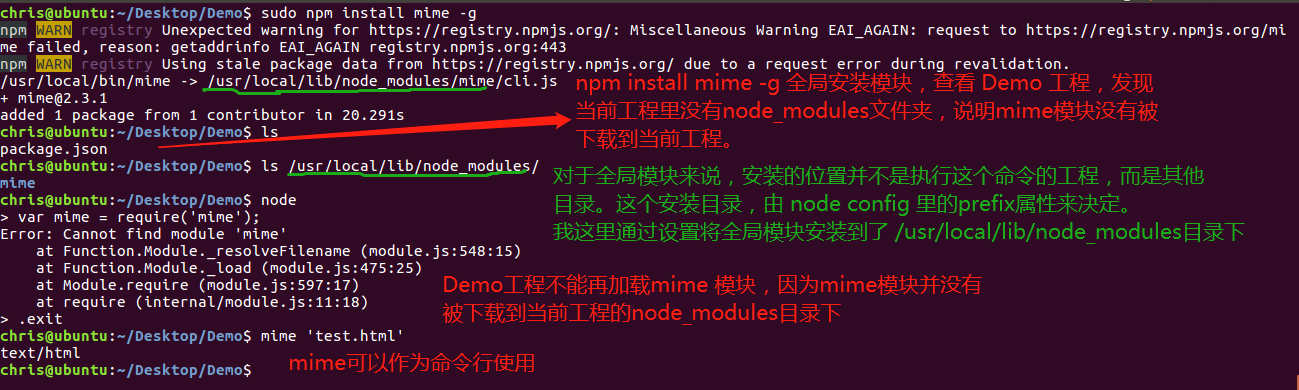 chris@ubuntu:~/Desktop/Demo$ sudo npm install mime -g
npm WARN registry Unexpected warning for https://registry.npmjs.org/: Miscellaneous Warning EAI_AGAIN: request to https://registry.npmjs.org/mi
me failed, reason: getaddrinfo EAI_AGAIN registry.npmjs.org:443
npm WARN registry Using stale package data from https://registry.npmjs.org/ due to a request error during revalidation.
/usr/local/bin/mime -> /usr/local/lib/node_modules/mime/cli.js
+ mime@2.3.1
added 1 package from 1 contributor in 20.291s
npm install mime -g 全局安装模块，查看 Demo 工程，发现
当前工程里没有node_modules文件夹，说明mime模块没有被
下载到当前工程。
chris@ubuntu:~/Desktop/Demo$ ls
package.json
chris@ubuntu:~/Desktop/Demo$ ls /usr/local/lib/node_modules/
mime
对于全局模块来说，安装的位置并不是执行这个命令的工程，而是其他
目录。这个安装目录，由 node config 里的prefix属性来决定。
我这里通过设置将全局模块安装到了 /usr/local/lib/node_modules目录下
chris@ubuntu:~/Desktop/Demo$ node
> var mime = require('mime');
Error: Cannot find module 'mime'
at Function.Module._resolveFilename (module.js:548:15)
at Function.Module._load (module.js:475:25)
at Module.require (module.js:597:17)
at require (internal/module.js:11:18)
> .exit
Demo工程不能再加载mime 模块，因为mime模块并没有
被下载到当前工程的node_modules目录下
chris@ubuntu:~/Desktop/Demo$ mime 'test.html'
text/html
chris@ubuntu:~/Desktop/Demo$
mime可以作为命令行使用